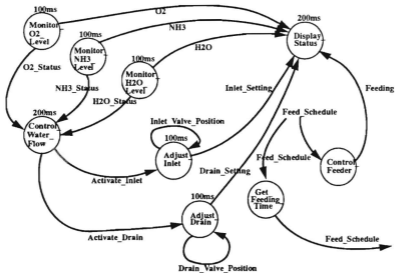 100ms
Monitor
O2_
Level
O2
NH3
H2O
200ms
Display
Status
100ms
Monitor
NH3
Level
100ms
Monitor
H2O
Level
O2_Status
NH3_Status
H2O_Status
200ms
Control
Water_
Flow
Inlet_Valve_Position
100ms
Adjust
Inlet
Inlet_Setting
Feeding
Feed_Schedule
Feed_Schedule
Control
Feeder
Activate_Inlet
Drain_Setting
100ms
Adjust
Drain
Get
Feeding
Time
Activate_Drain
Feed_Schedule
Drain_Valve_Position